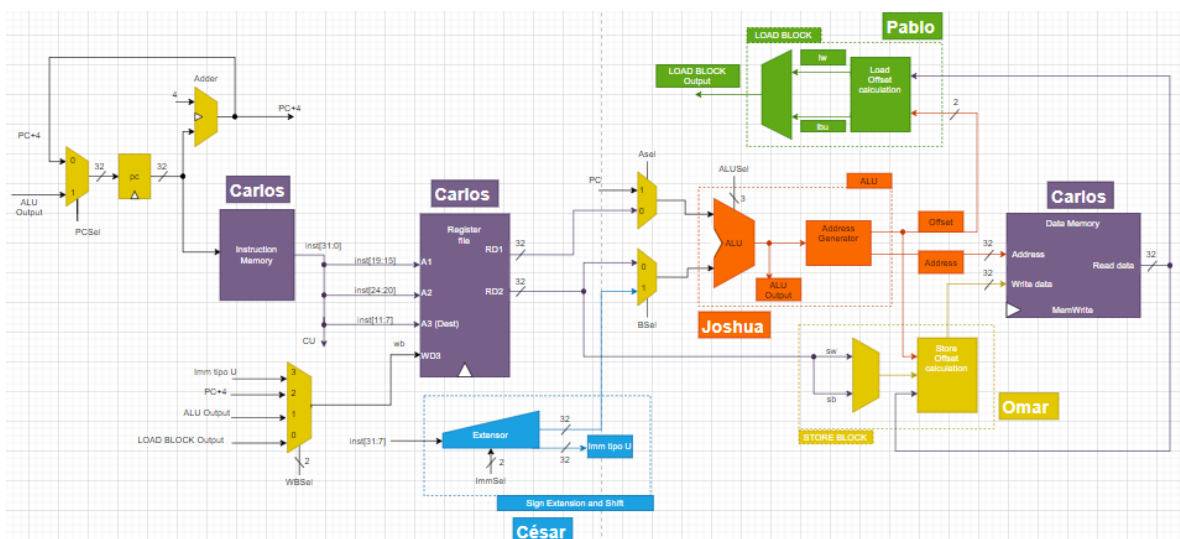 Pablo
LOAD BLOCK
lw
LOAD BLOCK
Output
Load
Offset
calculation
lbu
2
Adder
4
PC+4
PC+4
0
32
pc
32
1
ALU
Output
PCSel
Carlos
Instruction
Memory
inst[31:0]
inst[19:15]
inst[24:20]
inst[11:7]
CU
Carlos
Register
file
RD1
32
A1
A2
RD2
32
A3 (Dest)
wb
WD3
Asel
PC
1
0
0
1
BSel
ALUSel
3
ALU
ALU
Address
Generator
Offset
Address
ALU
Output
Joshua
Carlos
Data Memory
32
Address
Read data
32
32
Write data
MemWrite
sw
sb
Store
Offset
calculation
Omar
STORE BLOCK
Imm tipo U
3
PC+4
2
ALU Output
1
LOAD BLOCK Output
0
2
WBSel
inst[31:7]
Extensor
32
32
Imm tipo U
2
ImmSel
Sign Extension and Shift
César